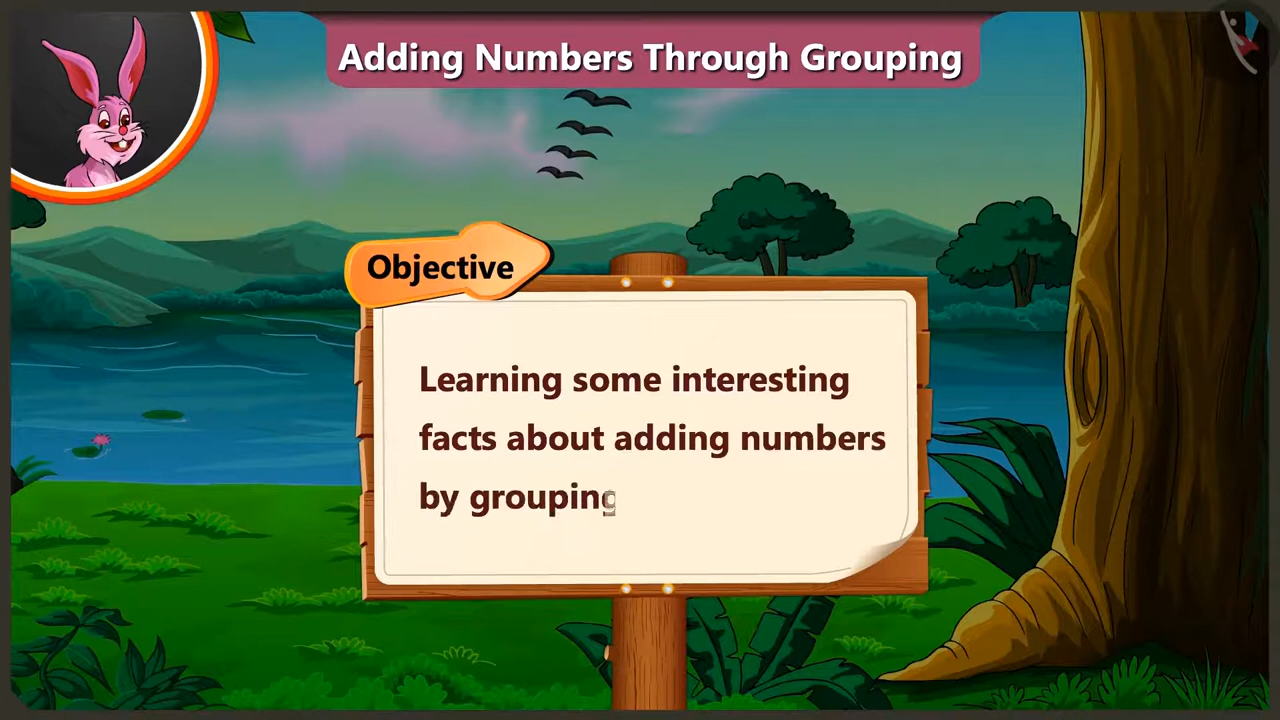 Adding Numbers Through Grouping
Objective
Learning some interesting
facts about adding numbers
by grouping